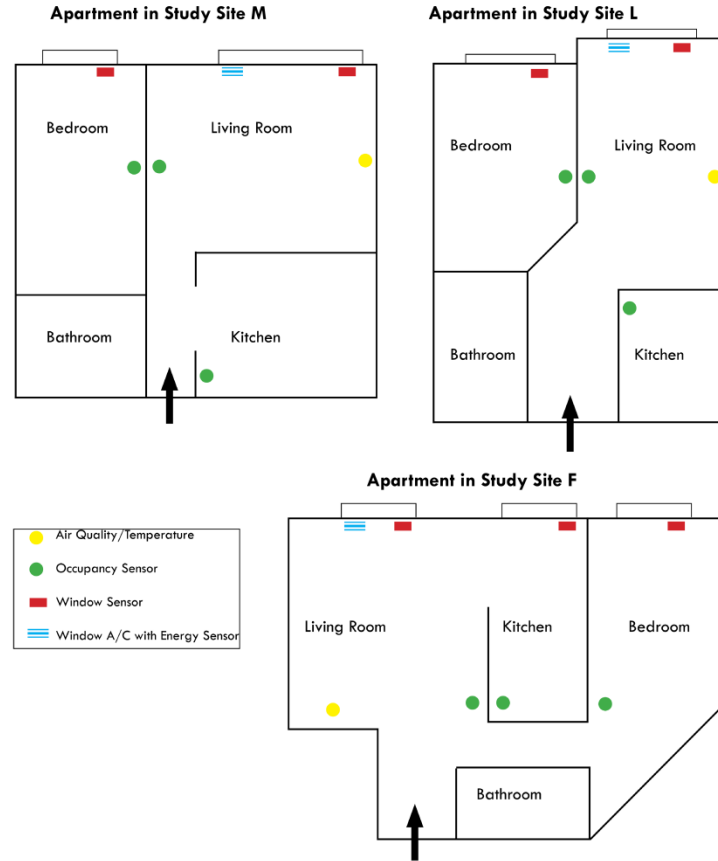 Apartment in Study Site M
Bedroom
Living Room
Bathroom
Kitchen
Apartment in Study Site L
Bedroom
Living Room
Bathroom
Kitchen
Apartment in Study Site F
Living Room
Kitchen
Bedroom
Bathroom
Air Quality/Temperature
Occupancy Sensor
Window Sensor
Window A/C with Energy Sensor